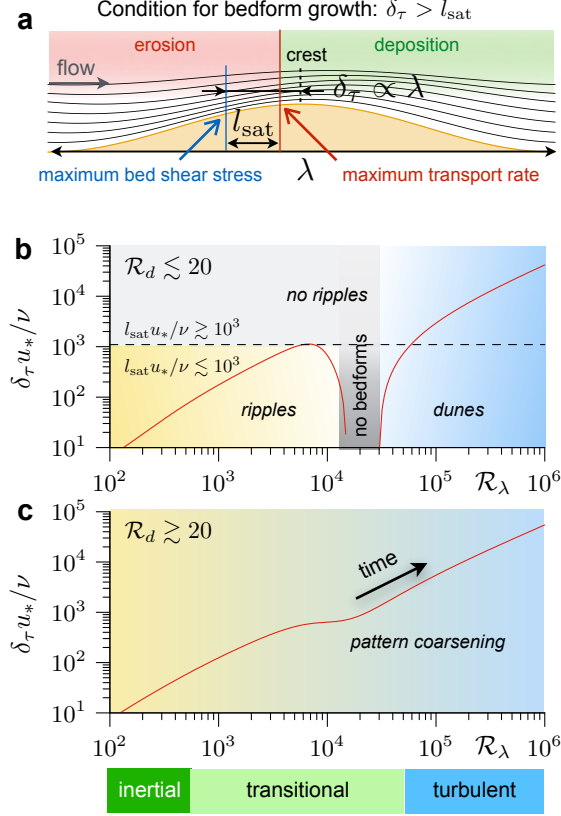 a
Condition for bedform growth: δ_τ > l_sat
erosion
deposition
flow
crest
δ_τ ∝ λ
l_sat
maximum bed shear stress
λ
maximum transport rate
b
δ_τ u_*/ν
10^5
10^4
10^3
10^2
10^1
ℛ_d ≲ 20
no ripples
l_sat u_*/ν ≳ 10^3
l_sat u_*/ν ≲ 10^3
ripples
no bedforms
dunes
10^2 10^3 10^4 10^5 ℛ_λ 10^6
c
δ_τ u_*/ν
10^5
10^4
10^3
10^2
10^1
ℛ_d ≳ 20
time
pattern coarsening
10^2 10^3 10^4 10^5 ℛ_λ 10^6
inertial transitional turbulent